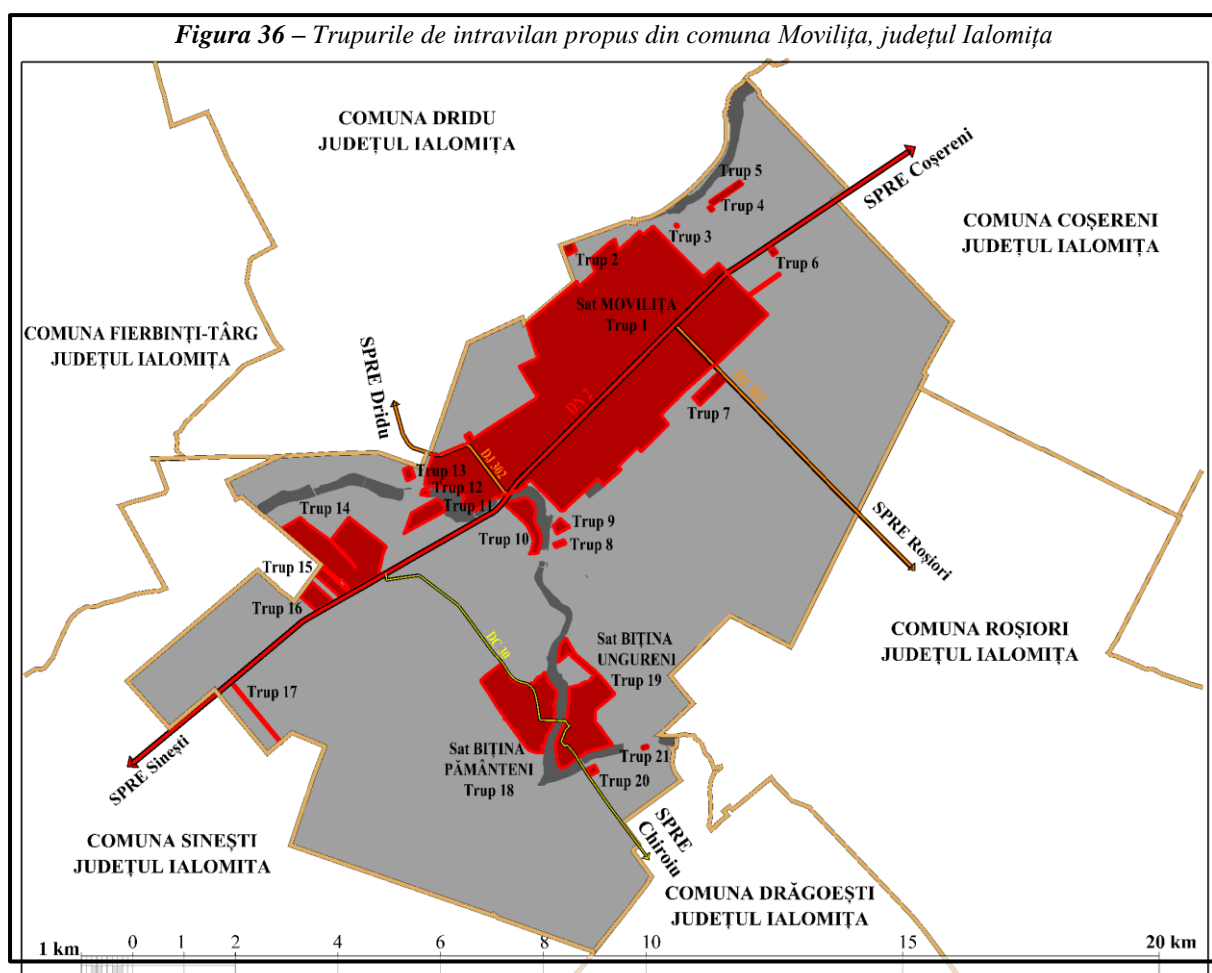 Figura 36 – Trupurile de intravilan propus din comuna Movilița, județul Ialomița
COMUNA DRIDU
JUDEȚUL IALOMIȚA
SPRE Coșereni
Trup 5
Trup 4
Trup 3
COMUNA COȘERENI
JUDEȚUL IALOMIȚA
Trup 2
Trup 6
Sat MOVILIȚA
Trup 1
COMUNA FIERBINȚI-TÂRG
JUDEȚUL IALOMIȚA
SPRE Dridu
DN 2
DJ 302
Trup 7
DJ 302
Trup 13
Trup 12
Trup 11
Trup 14
Trup 9
Trup 10
Trup 8
SPRE Roșiori
Trup 15
Trup 16
COMUNA ROȘIORI
JUDEȚUL IALOMIȚA
DC 30
Sat BIȚINA
UNGURENI
Trup 19
Trup 17
SPRE Sinești
Sat BIȚINA
PĂMÂNTENI
Trup 18
Trup 21
Trup 20
SPRE
Chiroiu
COMUNA SINEȘTI
JUDEȚUL IALOMITA
COMUNA DRĂGOEȘTI
JUDEȚUL IALOMIȚA
1 km 0 1 2 4 6 8 10 15 20 km